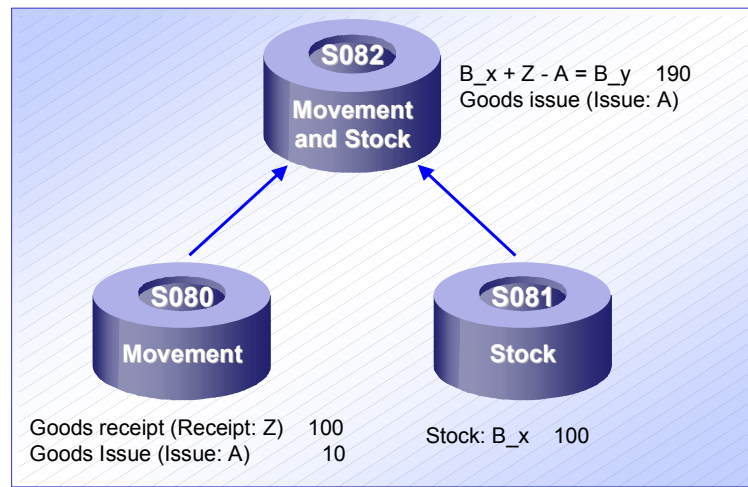 S082
Movement
and Stock
B_x + Z - A = B_y 190
Goods issue (Issue: A)
S080
Movement
S081
Stock
Goods receipt (Receipt: Z) 100
Goods Issue (Issue: A) 10
Stock: B_x 100